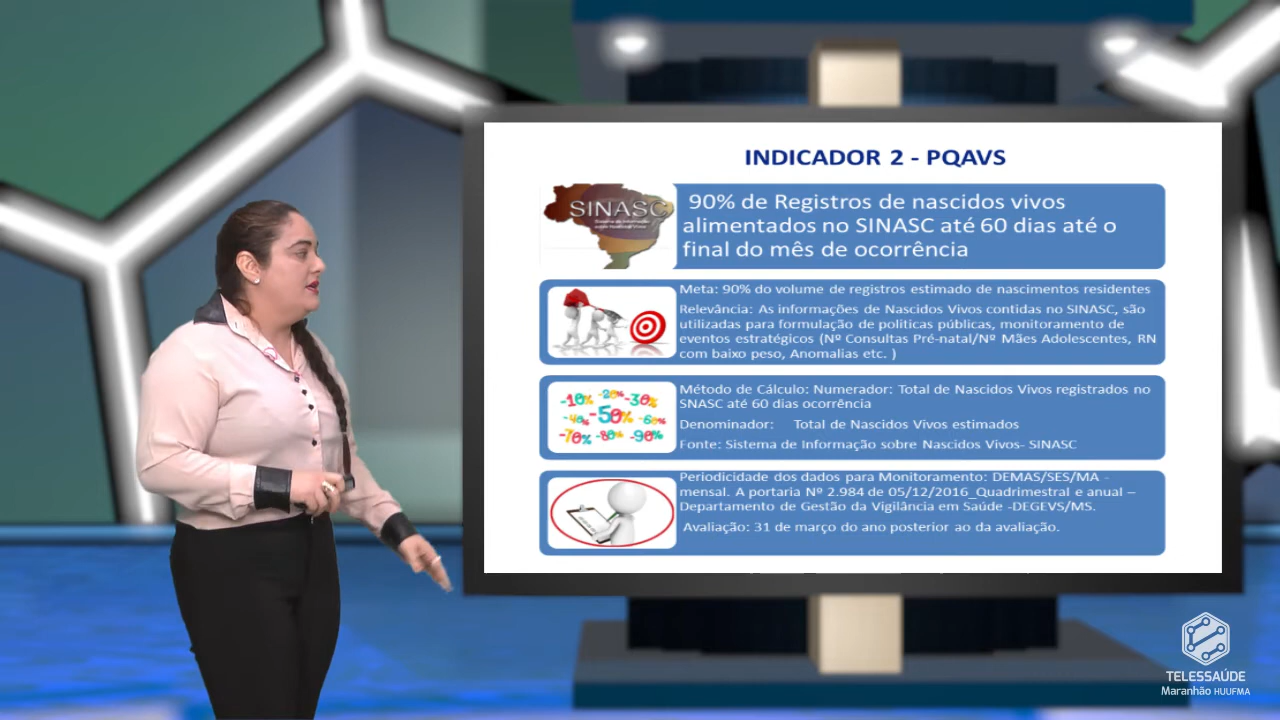 INDICADOR 2 - PQAVS
SINASC
90% de Registros de nascidos vivos
alimentados no SINASC até 60 dias até o
final do mês de ocorrência
Meta: 90% do volume de registros estimado de nascimentos residentes
Relevância: As informações de Nascidos Vivos contidas no SINASC, são
utilizadas para formulação de politicas públicas, monitoramento de
eventos estratégicos (Nº Consultas Pré-natal/Nº Mães Adolescentes, RN
com baixo peso, Anomalias etc. )
-10% -20% -30%
-40% -50% -60%
-70% -80% -90%
Método de Cálculo: Numerador: Total de Nascidos Vivos registrados no
SNASC até 60 dias ocorrência
Denominador: Total de Nascidos Vivos estimados
Fonte: Sistema de Informação sobre Nascidos Vivos- SINASC
Periodicidade dos dados para Monitoramento: DEMAS/SES/MA -
mensal. A portaria Nº 2.984 de 05/12/2016_Quadrimestral e anual –
Departamento de Gestão da Vigilância em Saúde -DEGEVS/MS.
Avaliação: 31 de março do ano posterior ao da avaliação.
TELESSAÚDE
Maranhão HUUFMA